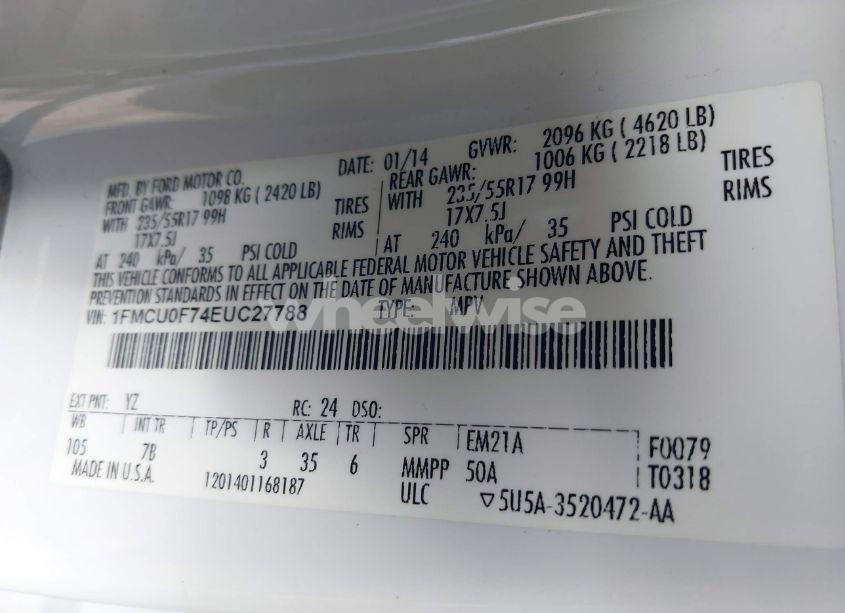 MFD. BY FORD MOTOR CO. DATE: 01/14 GVWR: 2096 KG ( 4620 LB)
FRONT GAWR: 1098 KG ( 2420 LB) REAR GAWR: 1006 KG ( 2218 LB)
WITH 235/55R17 99H TIRES WITH 235/55R17 99H TIRES
17X7.5J RIMS 17X7.5J RIMS
AT 240 kPa/ 35 PSI COLD AT 240 kPa/ 35 PSI COLD
THIS VEHICLE CONFORMS TO ALL APPLICABLE FEDERAL MOTOR VEHICLE SAFETY AND THEFT
PREVENTION STANDARDS IN EFFECT ON THE DATE OF MANUFACTURE SHOWN ABOVE.
VIN: 1FMCU0F74EUC27788 TYPE: MPV
wheelwise
EXT PNT: YZ RC: 24 DSO:
WB INT TR TP/PS R AXLE TR SPR EM21A F0079
105 7B 3 35 6 MMPP 50A T0318
MADE IN U.S.A. 1201401168187 ULC ▽5U5A-3520472-AA